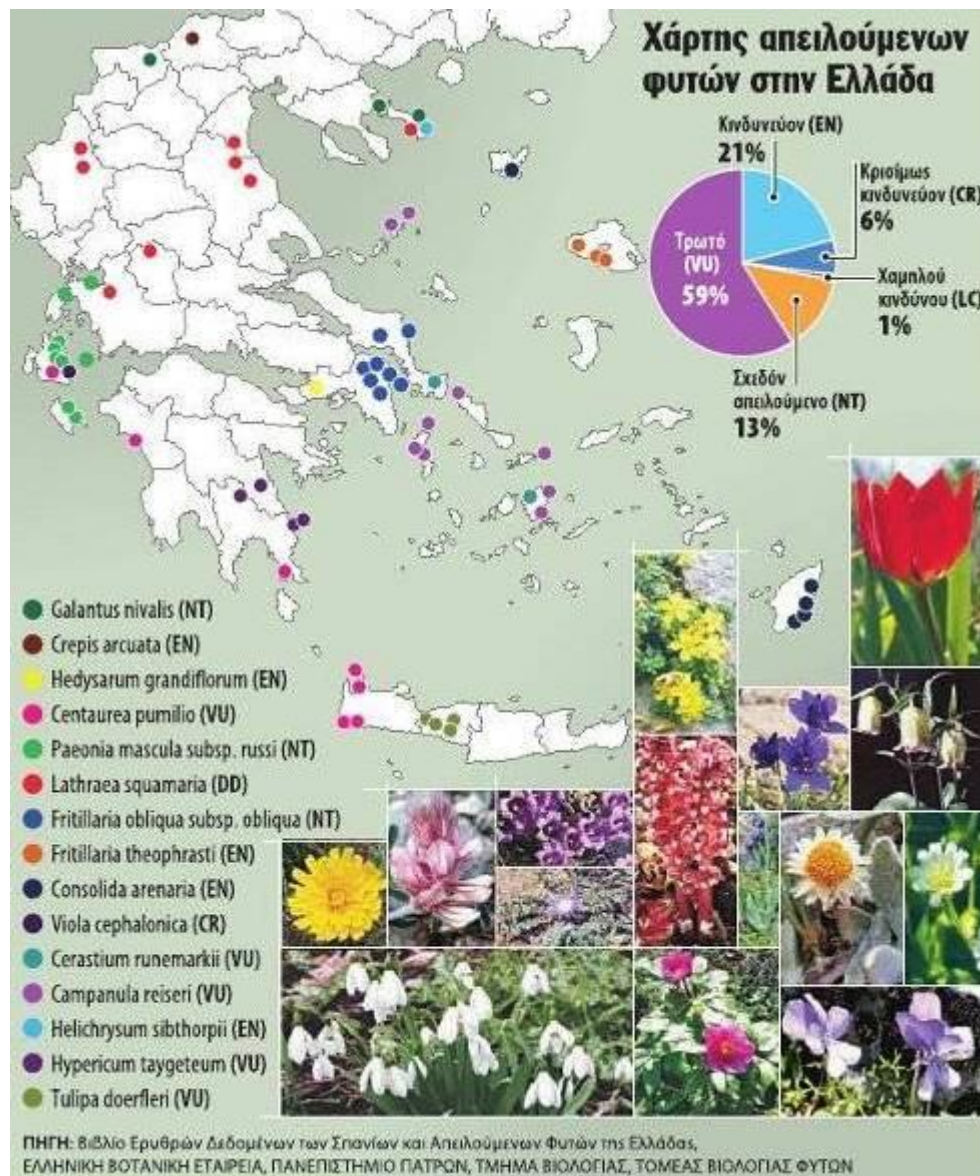 Χάρτης απειλούμενων
φυτών στην Ελλάδα
Κινδυνεύον (EN)
21%
Κρισίμως
κινδυνεύον (CR)
6%
Τρωτό
(VU)
59%
Χαμηλού
κινδύνου (LC)
1%
Σχεδόν
απειλούμενο (NT)
13%
Galantus nivalis (NT)
Crepis arcuata (EN)
Hedysarum grandiflorum (EN)
Centaurea pumilio (VU)
Paeonia mascula subsp. russi (NT)
Lathraea squamaria (DD)
Fritillaria obliqua subsp. obliqua (NT)
Fritillaria theophrasti (EN)
Consolida arenaria (EN)
Viola cephalonica (CR)
Cerastium runemarkii (VU)
Campanula reiseri (VU)
Helichrysum sibthorpii (EN)
Hypericum taygeteum (VU)
Tulipa doerfleri (VU)
ΠΗΓΗ: Βιβλίο Ερυθρών Δεδομένων των Σπανίων και Απειλούμενων Φυτών της Ελλάδας,
ΕΛΛΗΝΙΚΗ ΒΟΤΑΝΙΚΗ ΕΤΑΙΡΕΙΑ, ΠΑΝΕΠΙΣΤΗΜΙΟ ΠΑΤΡΩΝ, ΤΜΗΜΑ ΒΙΟΛΟΓΙΑΣ, ΤΟΜΕΑΣ ΒΙΟΛΟΓΙΑΣ ΦΥΤΩΝ